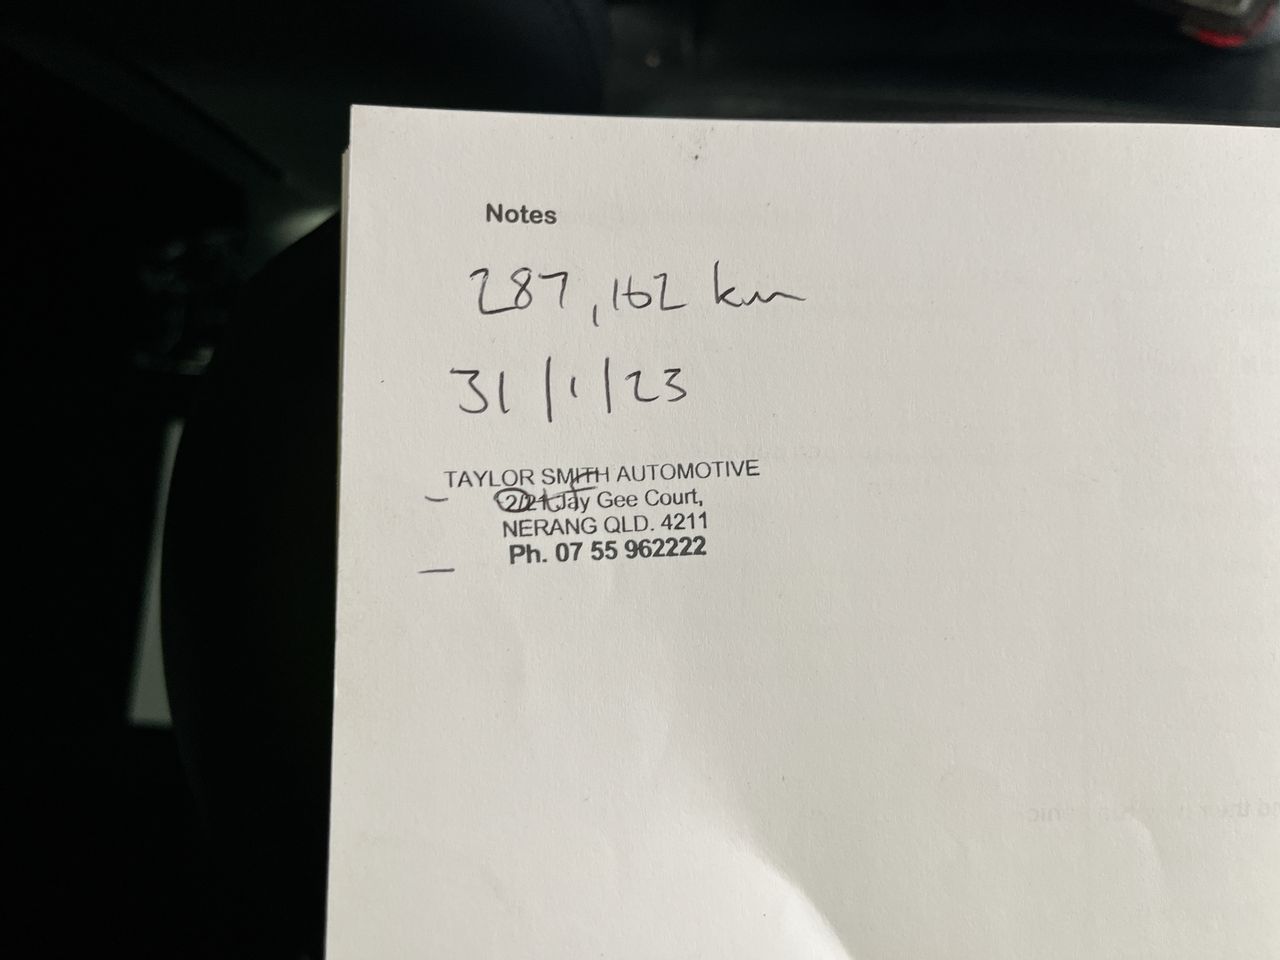 Notes
287,162 km
31/1/23
TAYLOR SMITH AUTOMOTIVE
2/21 Jay Gee Court,
NERANG QLD. 4211
Ph. 07 55 962222